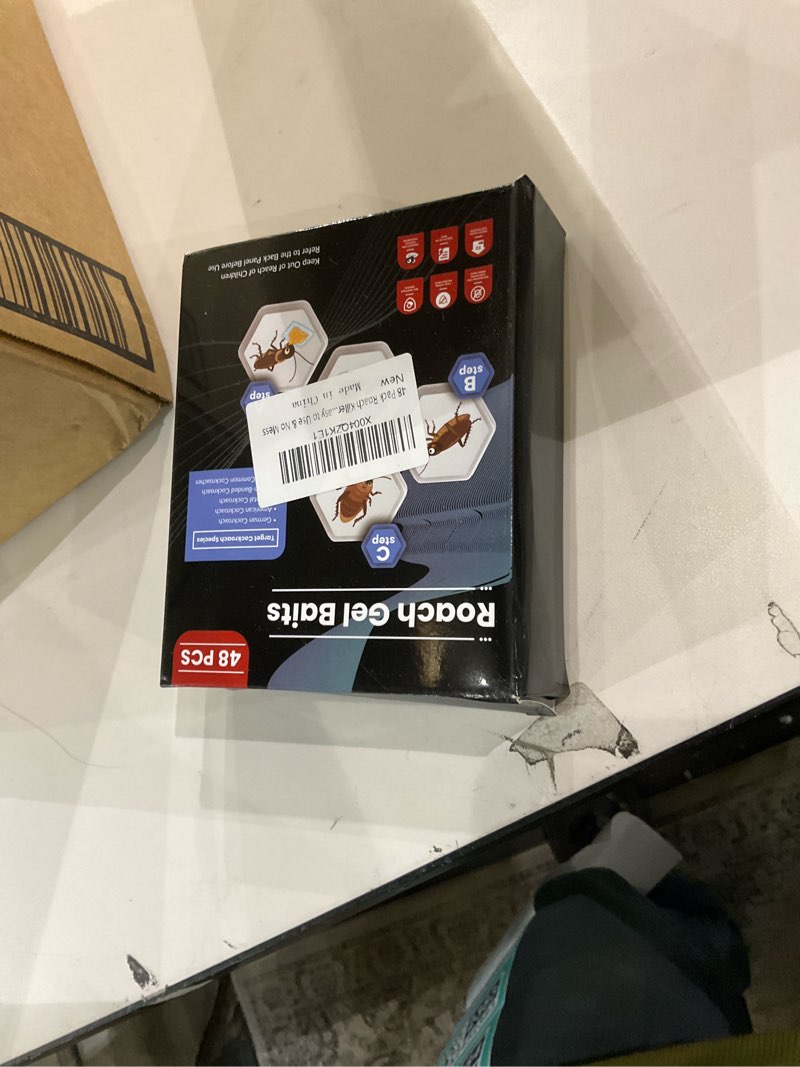 48 PCS
Roach Gel Baits
C
step
Target Cockroach Species
• German Cockroach
• American Cockroach
Banded Cockroach
Common Cockroaches
X004QZK1E1
48 Pack Roach Killer...asy to Use & No Mess
New
Made in China
B
step
step
Keep Out of Reach of Children
Refer to the Back Panel Before Use